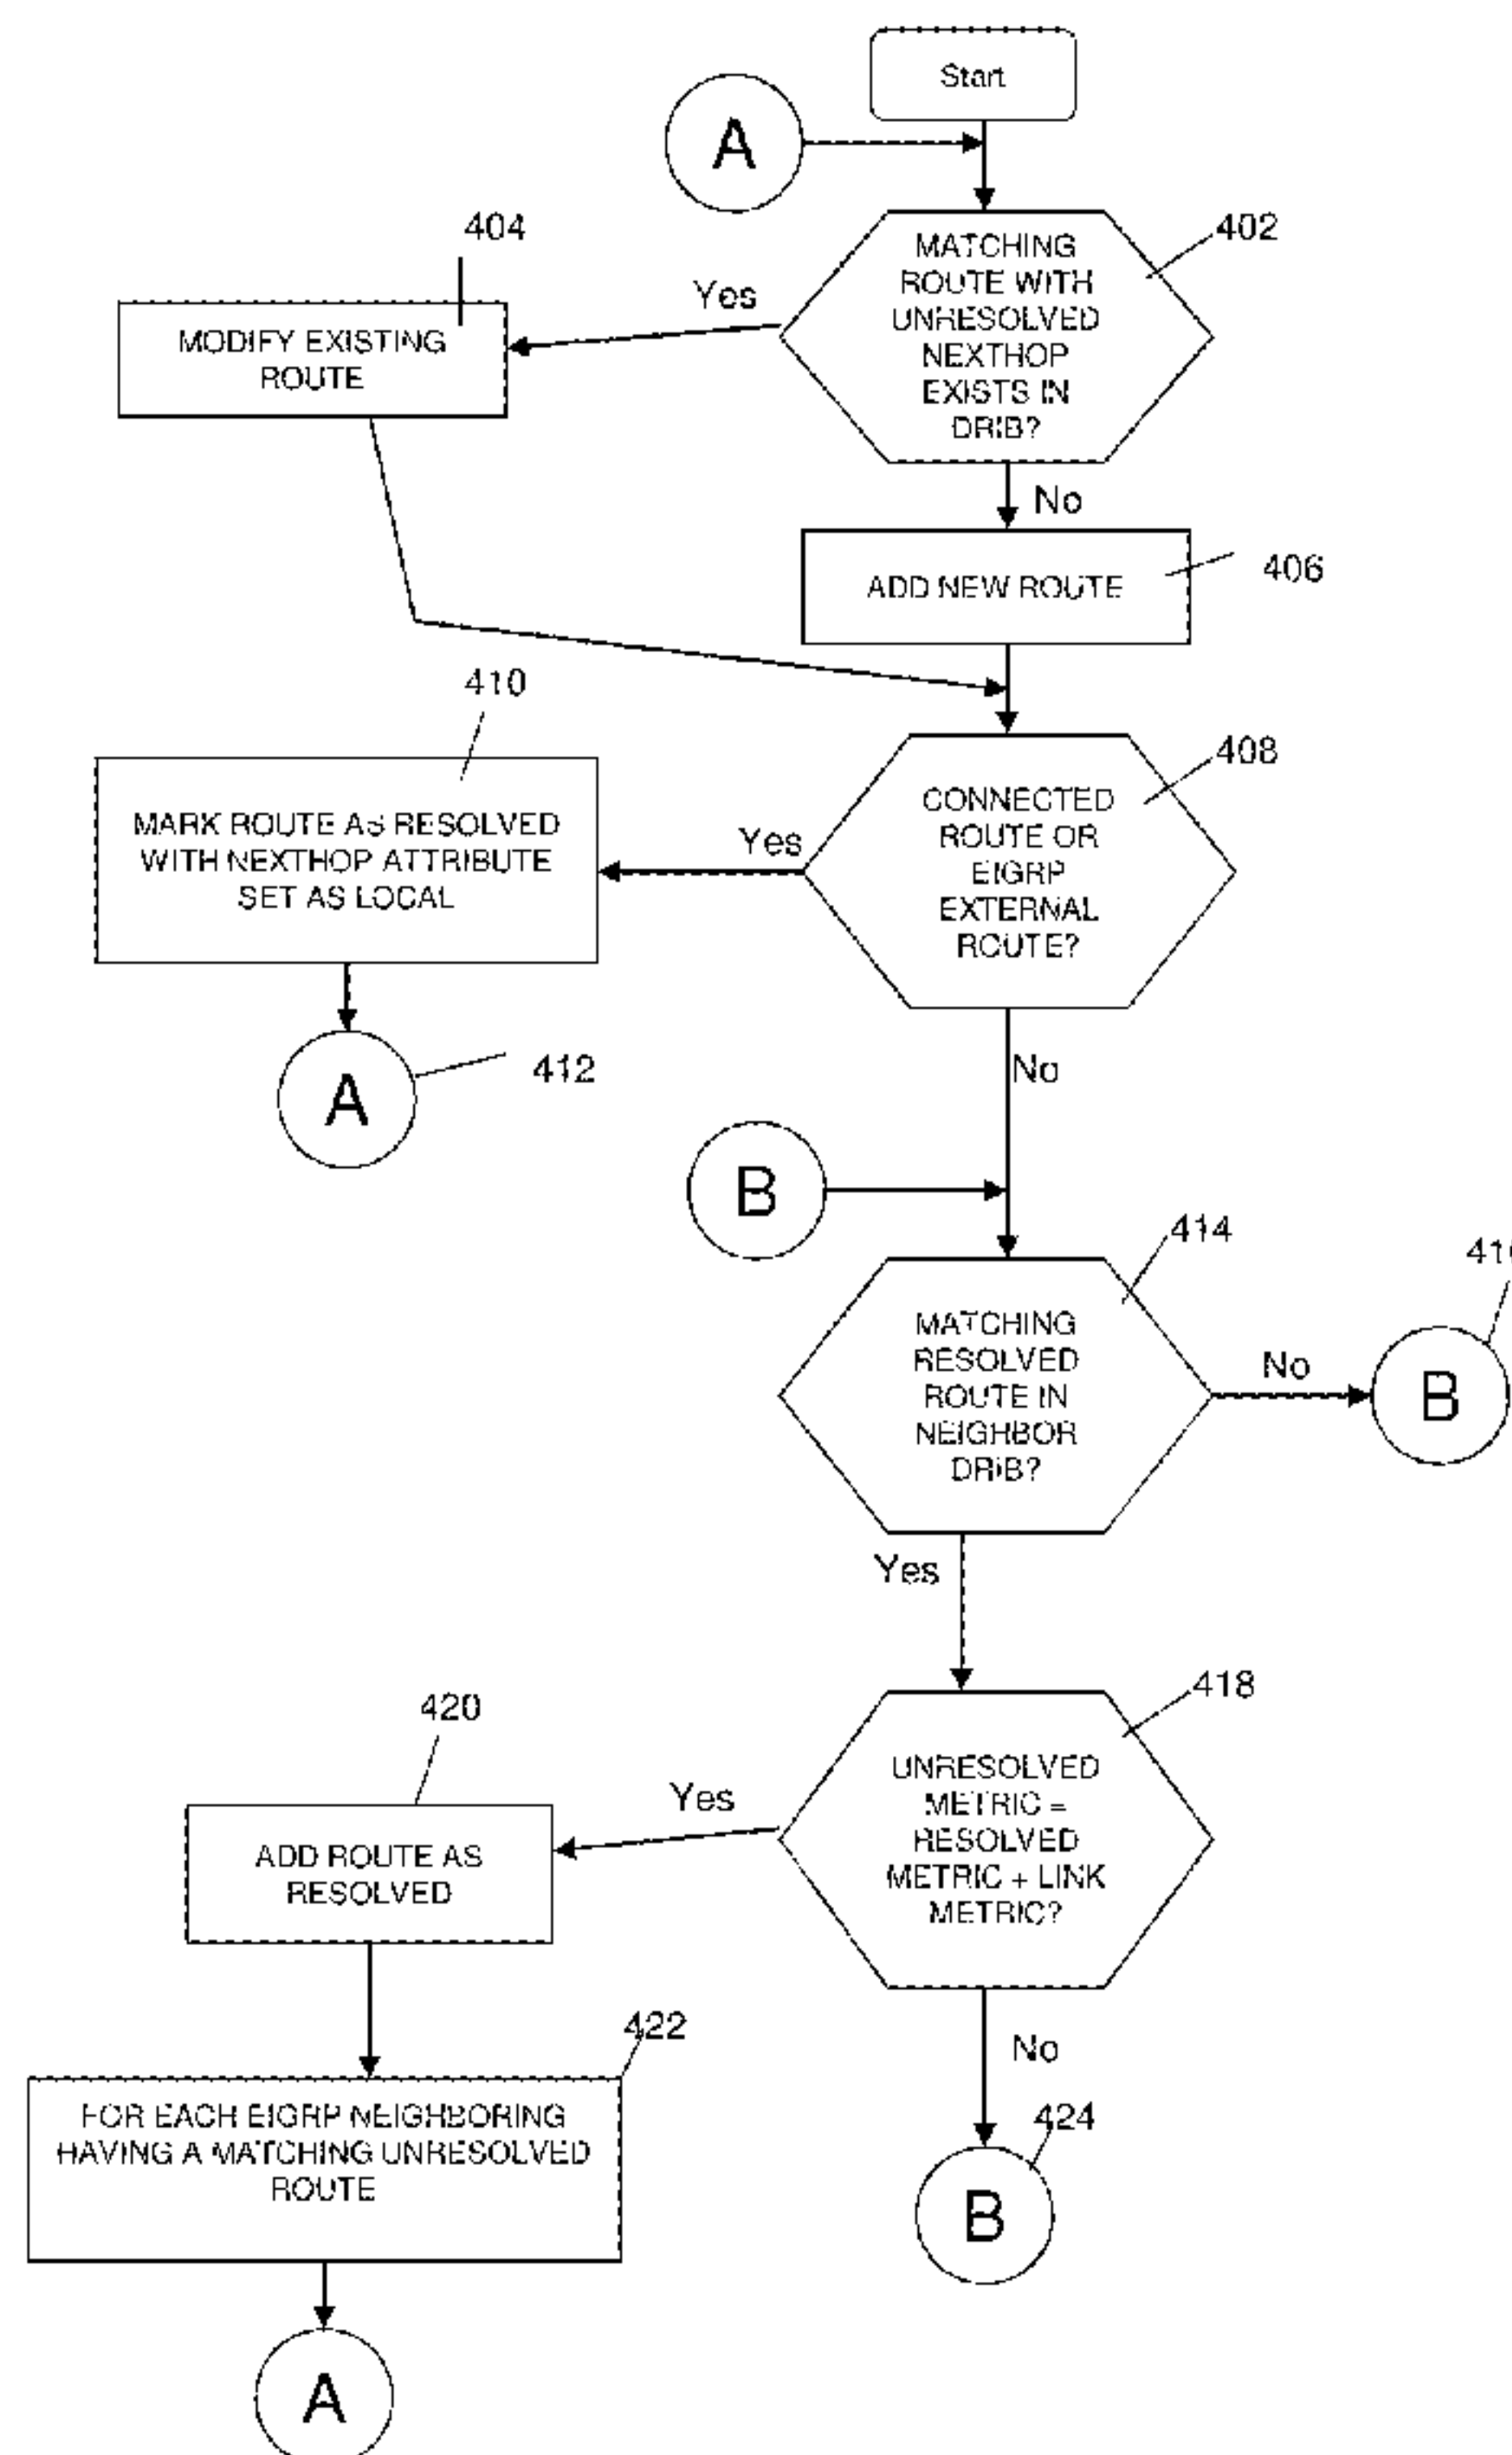 Start
A
402
MATCHING
ROUTE WITH
UNRESOLVED
NEXTHOP
EXISTS IN
DRIB?
404
Yes
MODIFY EXISTING
ROUTE
No
ADD NEW ROUTE
406
408
CONNECTED
ROUTE OR
EIGRP
EXTERNAL
ROUTE?
410
Yes
MARK ROUTE AS RESOLVED
WITH NEXTHOP ATTRIBUTE
SET AS LOCAL
A
412
No
B
414
MATCHING
RESOLVED
ROUTE IN
NEIGHBOR
DRIB?
No
B
Yes
418
UNRESOLVED
METRIC =
RESOLVED
METRIC + LINK
METRIC?
420
Yes
ADD ROUTE AS
RESOLVED
422
FOR EACH EIGRP NEIGHBORING
HAVING A MATCHING UNRESOLVED
ROUTE
No
424
B
A